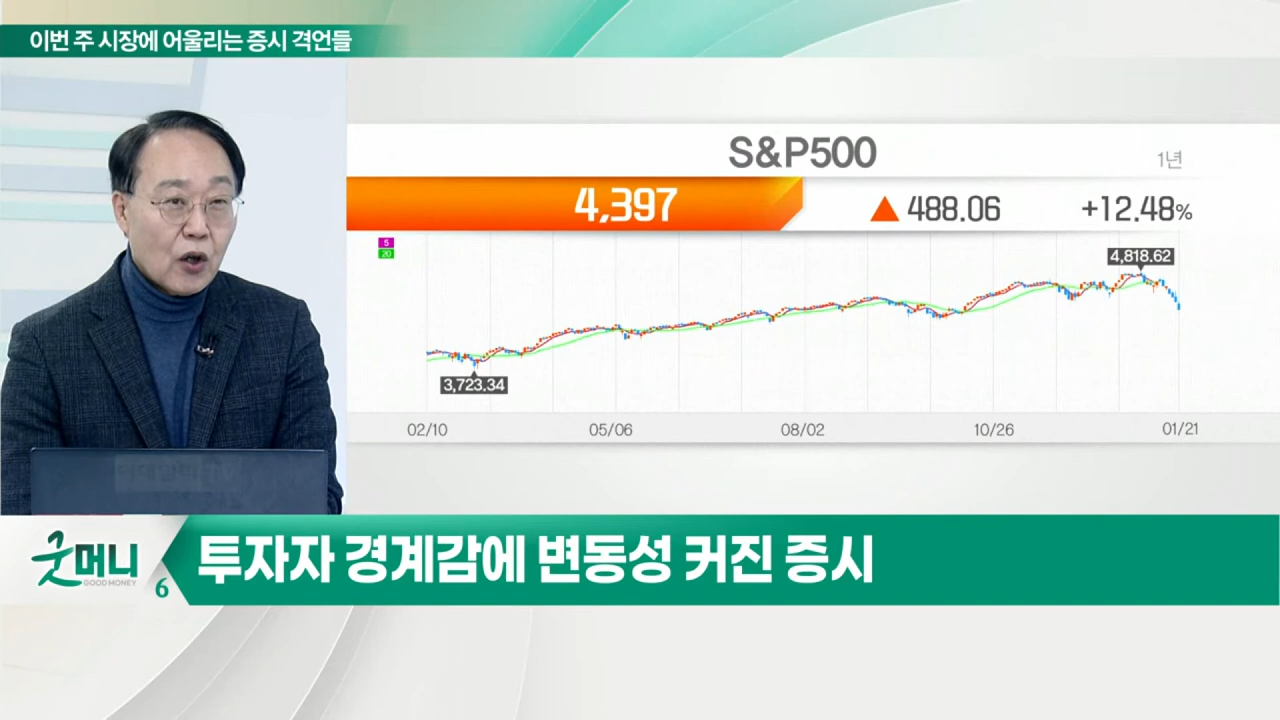 이번 주 시장에 어울리는 증시 격언들
S&P500
1년
4,397 ▲ 488.06 +12.48%
5
20
4,818.62
3,723.34
02/10 05/06 08/02 10/26 01/21
굿머니
GOOD MONEY
6
투자자 경계감에 변동성 커진 증시